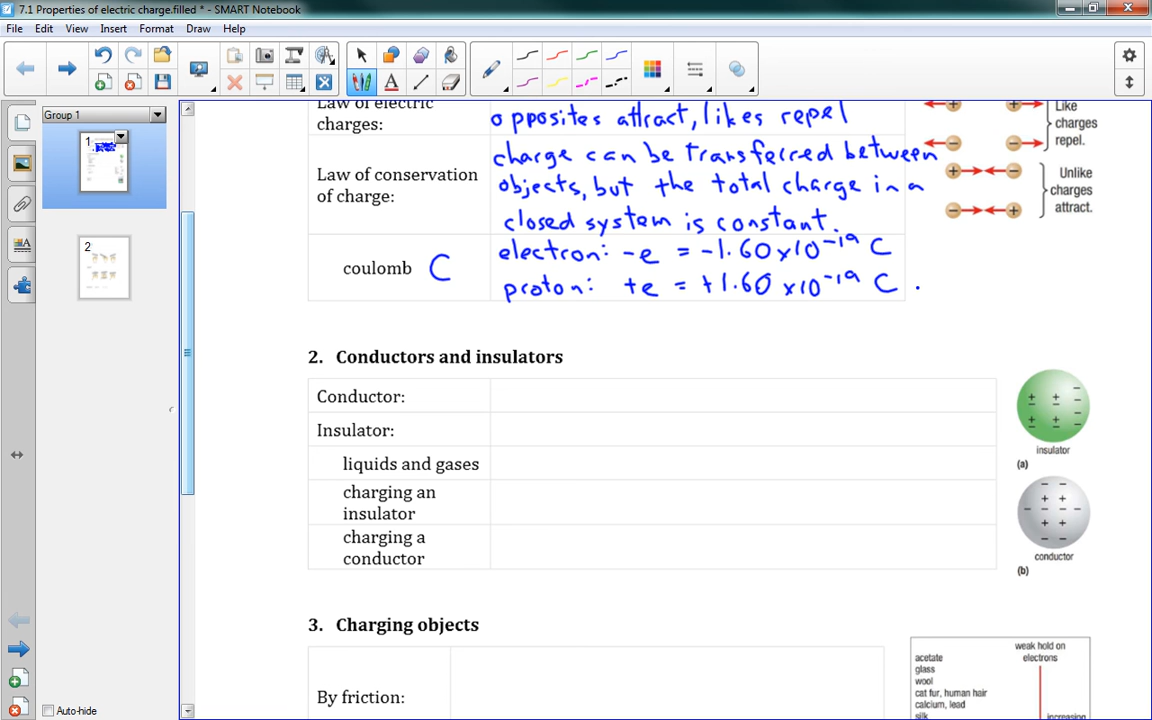 7.1 Properties of electric charge.filled * - SMART Notebook
File Edit View Insert Format Draw Help
Group 1
1.
2
Auto-hide
Law of electric
charges:
opposites attract, likes repel
Law of conservation
of charge:
charge can be transferred between
objects, but the total charge in a
closed system is constant.
coulomb C
electron: -e = -1.60 x10⁻¹⁹ C
proton: +e = +1.60 x10⁻¹⁹ C .
+ +
Like
charges
repel.
- -
+ -
Unlike
charges
attract.
- +
2. Conductors and insulators
Conductor:
Insulator:
liquids and gases
charging an
insulator
charging a
conductor
insulator
(a)
conductor
(b)
3. Charging objects
By friction:
weak hold on
electrons
acetate
glass
wool
cat fur, human hair
calcium, lead
silk
increasing